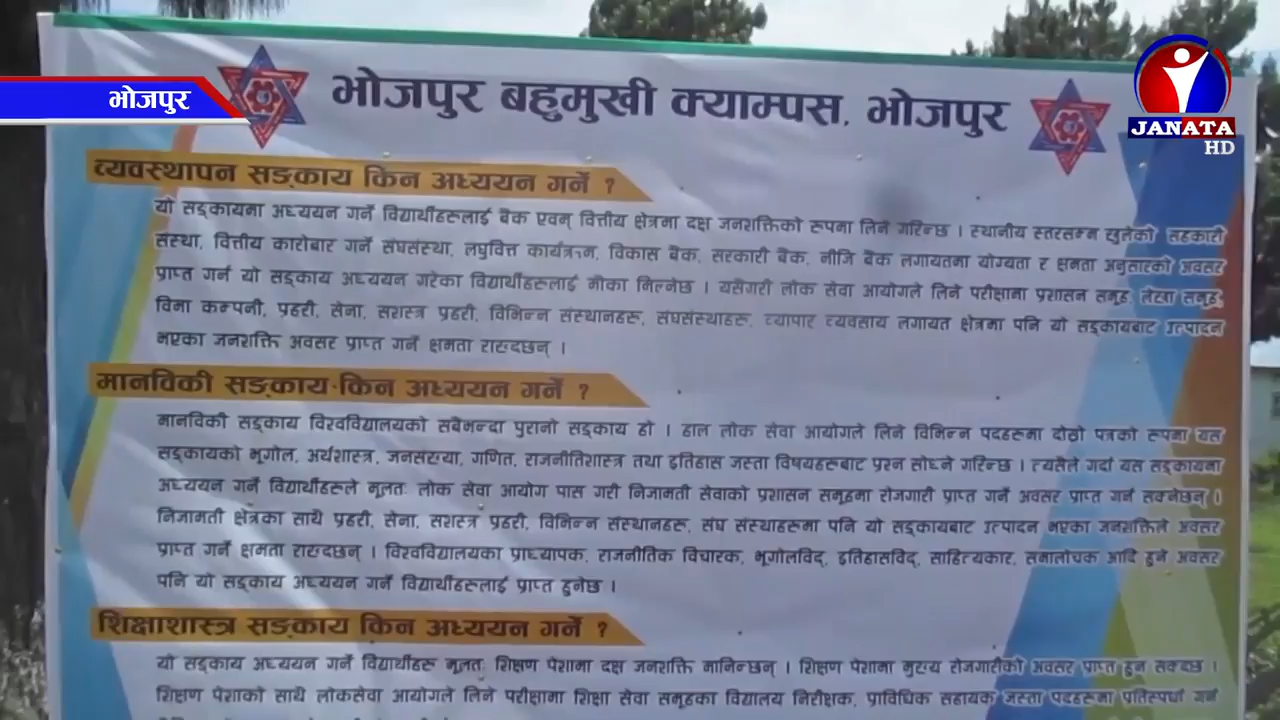 भोजपुर
JANATA
HD
भोजपुर बहुमुखी क्याम्पस, भोजपुर
व्यवस्थापन सङ्काय किन अध्ययन गर्ने ?
यो सङ्कायमा अध्ययन गर्ने विद्यार्थीहरूलाई बैंक एवम् वित्तीय क्षेत्रमा दक्ष जनशक्तिको रूपमा लिने गरिन्छ । स्थानीय स्तरसम्म खुलेको सहकारी
संस्था, वित्तीय कारोबार गर्ने संघसंस्था, लघुवित्त कार्यक्रम, विकास बैंक, सरकारी बैंक, नीजि बैंक लगायतमा योग्यता र क्षमता अनुसारको अवसर
प्राप्त गर्न यो सङ्काय अध्ययन गरेका विद्यार्थीहरूलाई मौका मिल्नेछ । यसैगरी लोक सेवा आयोगले लिने परीक्षामा प्रशासन समूह, लेखा समूह,
विमा कम्पनी, प्रहरी, सेना, सशस्त्र प्रहरी, विभिन्न संस्थानहरू, संघसंस्थाहरू, व्यापार व्यवसाय लगायत क्षेत्रमा पनि यो सङ्कायबाट उत्पादन
भएका जनशक्ति अवसर प्राप्त गर्ने क्षमता राख्दछन् ।
मानविकी सङ्काय किन अध्ययन गर्ने ?
मानविकी सङ्काय विश्वविद्यालयको सबैभन्दा पुरानो सङ्काय हो । हाल लोक सेवा आयोगले लिने विभिन्न पदहरूमा दोस्रो पत्रको रूपमा यस
सङ्कायको भूगोल, अर्थशास्त्र, जनसंख्या, गणित, राजनीतिशास्त्र तथा इतिहास जस्ता विषयहरूबाट प्रश्न सोध्ने गरिन्छ । त्यसैले गर्दा यस सङ्कायमा
अध्ययन गर्ने विद्यार्थीहरूले मूलत: लोक सेवा आयोग पास गरी निजामती सेवाको प्रशासन समूहमा रोजगारी प्राप्त गर्ने अवसर प्राप्त गर्न सक्नेछन् ।
निजामती क्षेत्रका साथै प्रहरी, सेना, सशस्त्र प्रहरी, विभिन्न संस्थानहरू, संघ संस्थाहरूमा पनि यो सङ्कायबाट उत्पादन भएका जनशक्तिले अवसर
प्राप्त गर्ने क्षमता राख्दछन् । विश्वविद्यालयका प्राध्यापक, राजनीतिक विचारक, भूगोलविद्, इतिहासविद्, साहित्यकार, समालोचक आदि हुने अवसर
पनि यो सङ्काय अध्ययन गर्ने विद्यार्थीहरूलाई प्राप्त हुनेछ ।
शिक्षाशास्त्र सङ्काय किन अध्ययन गर्ने ?
यो सङ्काय अध्ययन गर्ने विद्यार्थीहरू मूलत: शिक्षण पेशामा दक्ष जनशक्ति मानिन्छन् । शिक्षण पेशामा मुख्य रोजगारीको अवसर प्राप्त हुन सक्दछ ।
शिक्षण पेशाको साथै लोकसेवा आयोगले लिने परीक्षामा शिक्षा सेवा समूहका विद्यालय निरीक्षक, प्राविधिक सहायक जस्ता पदहरूमा प्रतिस्पर्धा गर्न